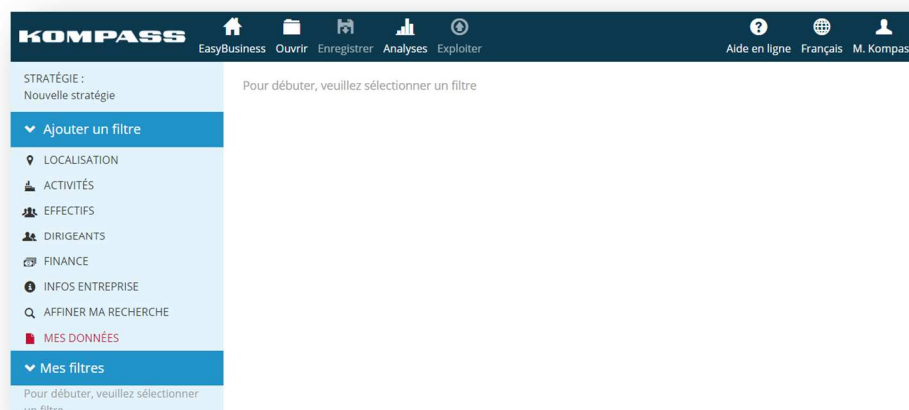 KOMPASS
EasyBusiness Ouvrir Enregistrer Analyses Exploiter
Aide en ligne Français M. Kompas
STRATÉGIE :
Nouvelle stratégie
Pour débuter, veuillez sélectionner un filtre
Ajouter un filtre
LOCALISATION
ACTIVITÉS
EFFECTIFS
DIRIGEANTS
FINANCE
INFOS ENTREPRISE
AFFINER MA RECHERCHE
MES DONNÉES
Mes filtres
Pour débuter, veuillez sélectionner
un filtre